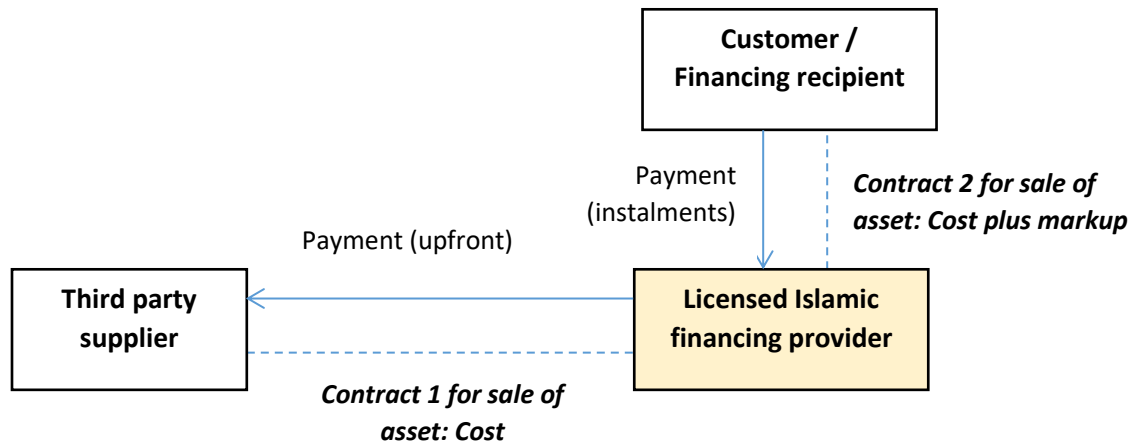 Customer /
Financing recipient
Payment
(instalments)
Contract 2 for sale of
asset: Cost plus markup
Payment (upfront)
Third party
supplier
Licensed Islamic
financing provider
Contract 1 for sale of
asset: Cost